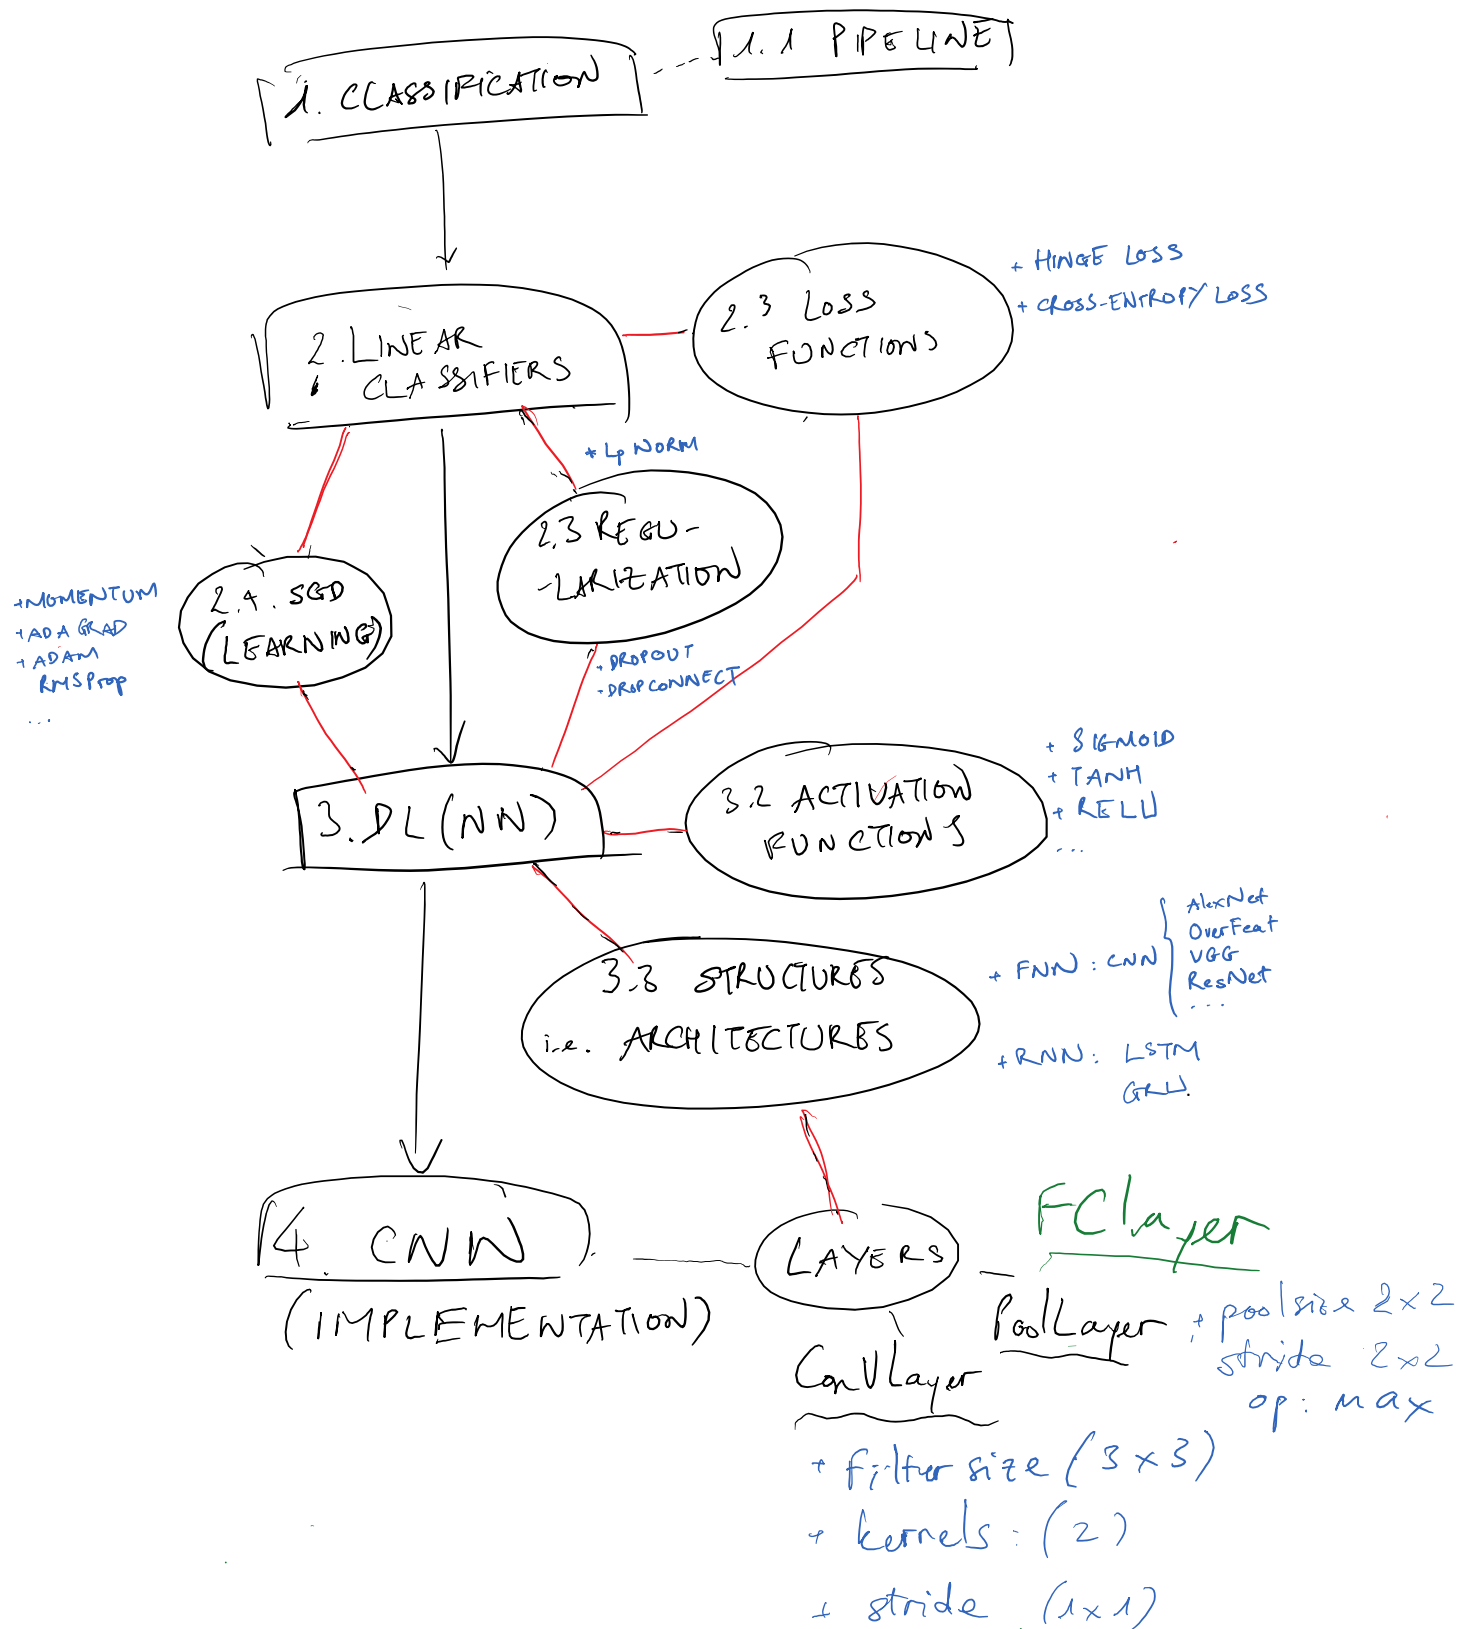 1. CLASSIFICATION
1.1 PIPELINE
2. LINEAR
CLASSIFIERS
2.3 LOSS
FUNCTIONS
+ HINGE LOSS
+ CROSS-ENTROPY LOSS
* Lp NORM
2.3 REGU-
-LARIZATION
+ DROPOUT
- DROPCONNECT
2.4. SGD
(LEARNING)
+ MOMENTUM
+ ADAGRAD
+ ADAM
RMSProp
...
3. DL (NN)
3.2 ACTIVATION
FUNCTIONS
+ SIGMOID
+ TANH
+ RELU
...
3.3 STRUCTURES
i.e. ARCHITECTURES
+ FNN : CNN
AlexNet
OverFeat
VGG
ResNet
...
+ RNN : LSTM
GRU.
4. CNN
(IMPLEMENTATION)
LAYERS
FClayer
PoolLayer
+ poolsize 2x2
stride 2x2
op: max
ConVLayer
+ filter size (3 x 3)
+ kernels : (2)
+ stride (1x1)